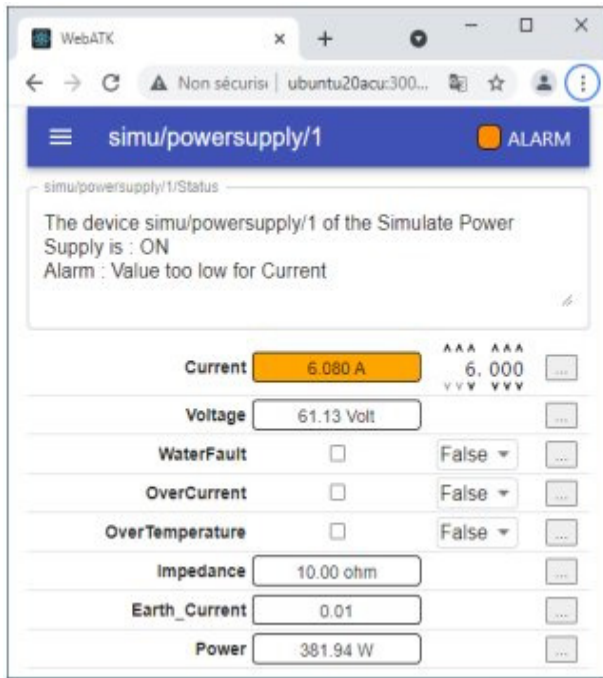 WebATK
Non sécuris ubuntu20acu:300...
simu/powersupply/1 ALARM
simu/powersupply/1/Status
The device simu/powersupply/1 of the Simulate Power
Supply is : ON
Alarm : Value too low for Current
Current 6.080 A 6. 000 ...
Voltage 61.13 Volt ...
WaterFault False ...
OverCurrent False ...
OverTemperature False ...
Impedance 10.00 ohm ...
Earth_Current 0.01 ...
Power 381.94 W ...